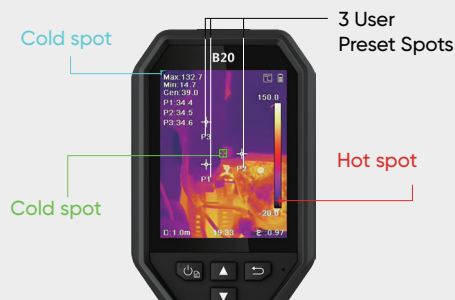 3 User
Preset Spots
Cold spot
B20
Max:132.7
Min:14.7
Cen:39.0
P1:34.4
P2:34.5
P3:34.6
150.0
P3
P1
P2
Hot spot
Cold spot
-20.0
D:1.0m
19:33
ε:0.97